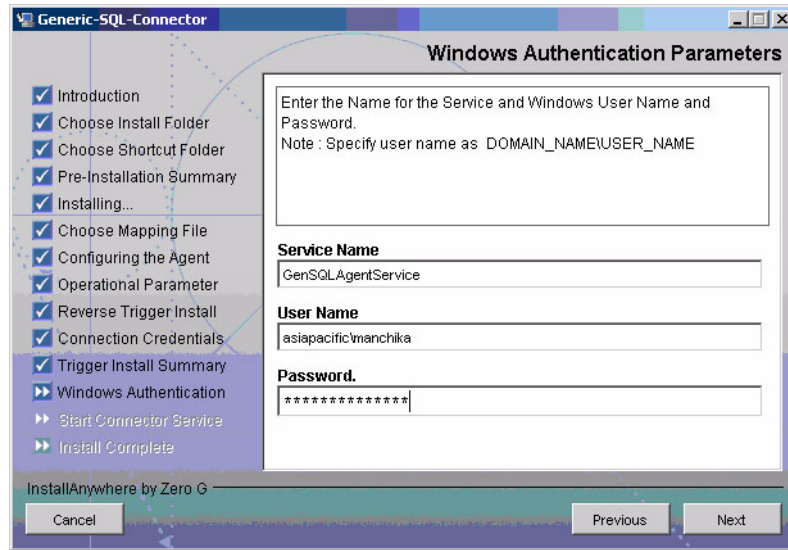 Generic-SQL-Connector
Windows Authentication Parameters
Introduction
Choose Install Folder
Choose Shortcut Folder
Pre-Installation Summary
Installing...
Choose Mapping File
Configuring the Agent
Operational Parameter
Reverse Trigger Install
Connection Credentials
Trigger Install Summary
Windows Authentication
Start Connector Service
Install Complete
Enter the Name for the Service and Windows User Name and
Password.
Note : Specify user name as DOMAIN_NAME\USER_NAME
Service Name
GenSQLAgentService
User Name
asiapacific\manchika
Password.
**************
InstallAnywhere by Zero G
Cancel
Previous
Next